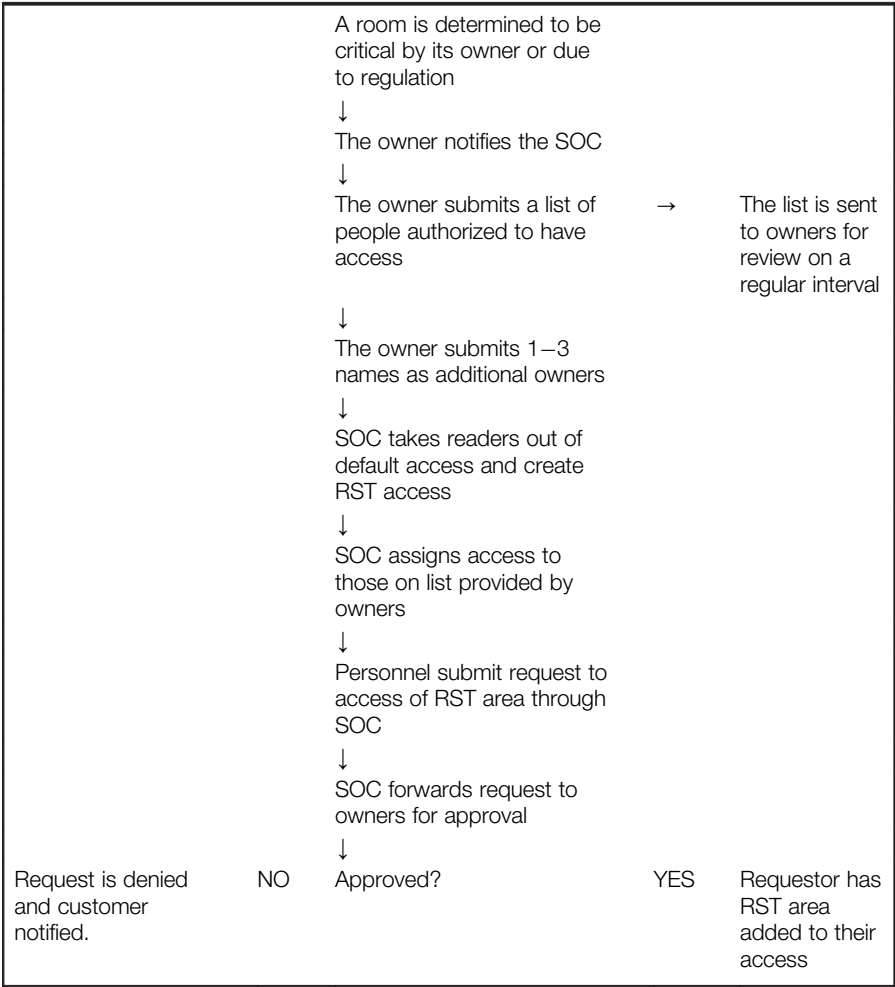 A room is determined to be
critical by its owner or due
to regulation
↓
The owner notifies the SOC
↓
The owner submits a list of
people authorized to have
access
→
The list is sent
to owners for
review on a
regular interval
↓
The owner submits 1−3
names as additional owners
↓
SOC takes readers out of
default access and create
RST access
↓
SOC assigns access to
those on list provided by
owners
↓
Personnel submit request to
access of RST area through
SOC
↓
SOC forwards request to
owners for approval
↓
Request is denied
and customer
notified.
NO
Approved?
YES
Requestor has
RST area
added to their
access